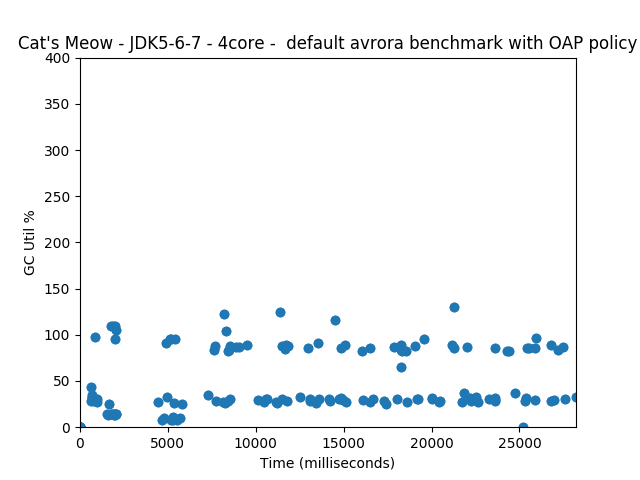 Cat's Meow - JDK5-6-7 - 4core -  default avrora benchmark with OAP policy
400
350
300
250
200
150
100
50
0
GC Util %
0 5000 10000 15000 20000 25000
Time (milliseconds)